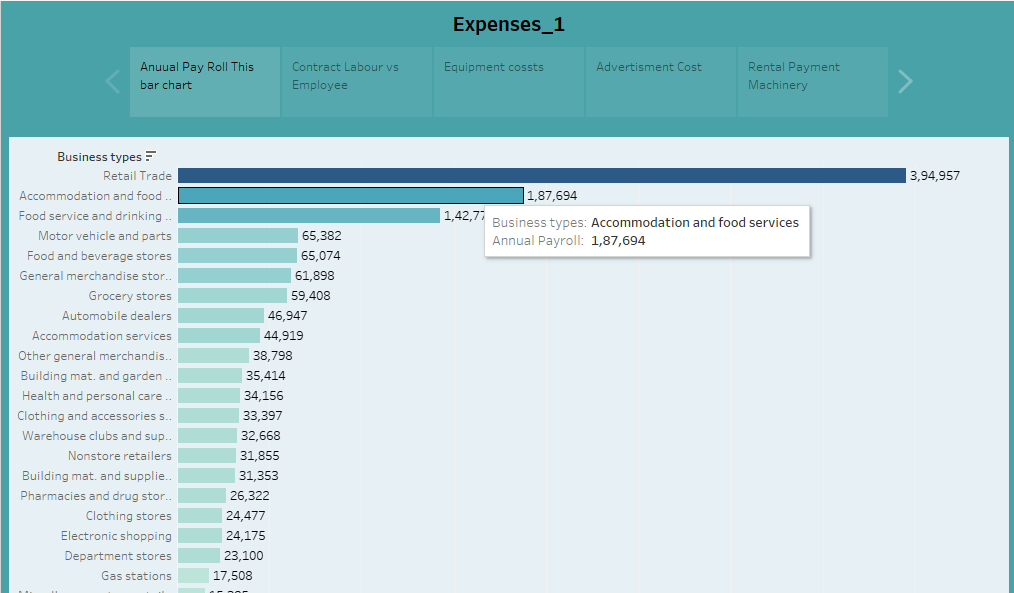 Expenses_1
Anuual Pay Roll This
bar chart
Contract Labour vs
Employee
Equipment cossts
Advertisment Cost
Rental Payment
Machinery
Business types
Retail Trade 3,94,957
Accommodation and food .. 1,87,694
Food service and drinking .. 1,42,77
Business types: Accommodation and food services
Annual Payroll: 1,87,694
Motor vehicle and parts 65,382
Food and beverage stores 65,074
General merchandise stor.. 61,898
Grocery stores 59,408
Automobile dealers 46,947
Accommodation services 44,919
Other general merchandis.. 38,798
Building mat. and garden .. 35,414
Health and personal care .. 34,156
Clothing and accessories s.. 33,397
Warehouse clubs and sup.. 32,668
Nonstore retailers 31,855
Building mat. and supplie.. 31,353
Pharmacies and drug stor.. 26,322
Clothing stores 24,477
Electronic shopping 24,175
Department stores 23,100
Gas stations 17,508